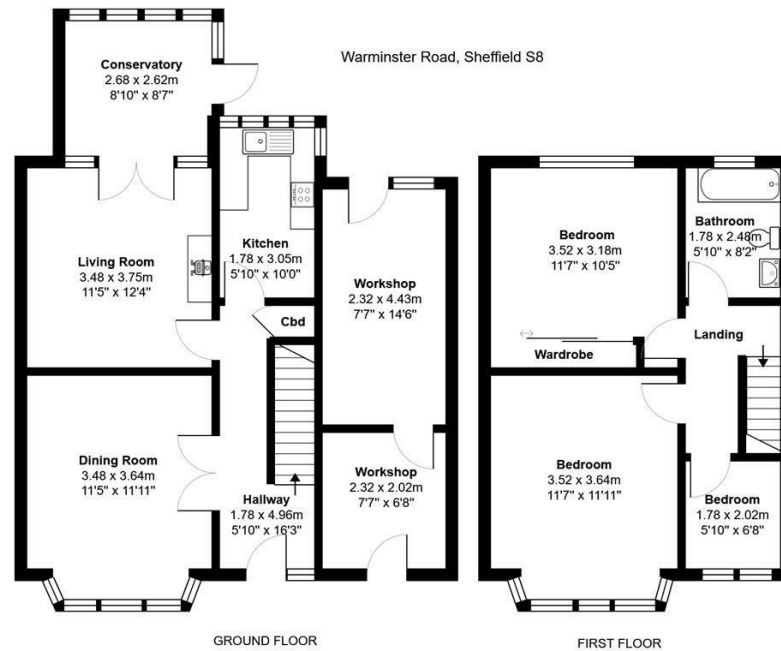 Warminster Road, Sheffield S8
Conservatory
2.68 x 2.62m
8'10" x 8'7"
Kitchen
1.78 x 3.05m
5'10" x 10'0"
Living Room
3.48 x 3.75m
11'5" x 12'4"
Workshop
2.32 x 4.43m
7'7" x 14'6"
Cbd
Dining Room
3.48 x 3.64m
11'5" x 11'11"
Hallway
1.78 x 4.96m
5'10" x 16'3"
Workshop
2.32 x 2.02m
7'7" x 6'8"
GROUND FLOOR
Bedroom
3.52 x 3.18m
11'7" x 10'5"
Bathroom
1.78 x 2.48m
5'10" x 8'2"
Landing
Wardrobe
Bedroom
3.52 x 3.64m
11'7" x 11'11"
Bedroom
1.78 x 2.02m
5'10" x 6'8"
FIRST FLOOR